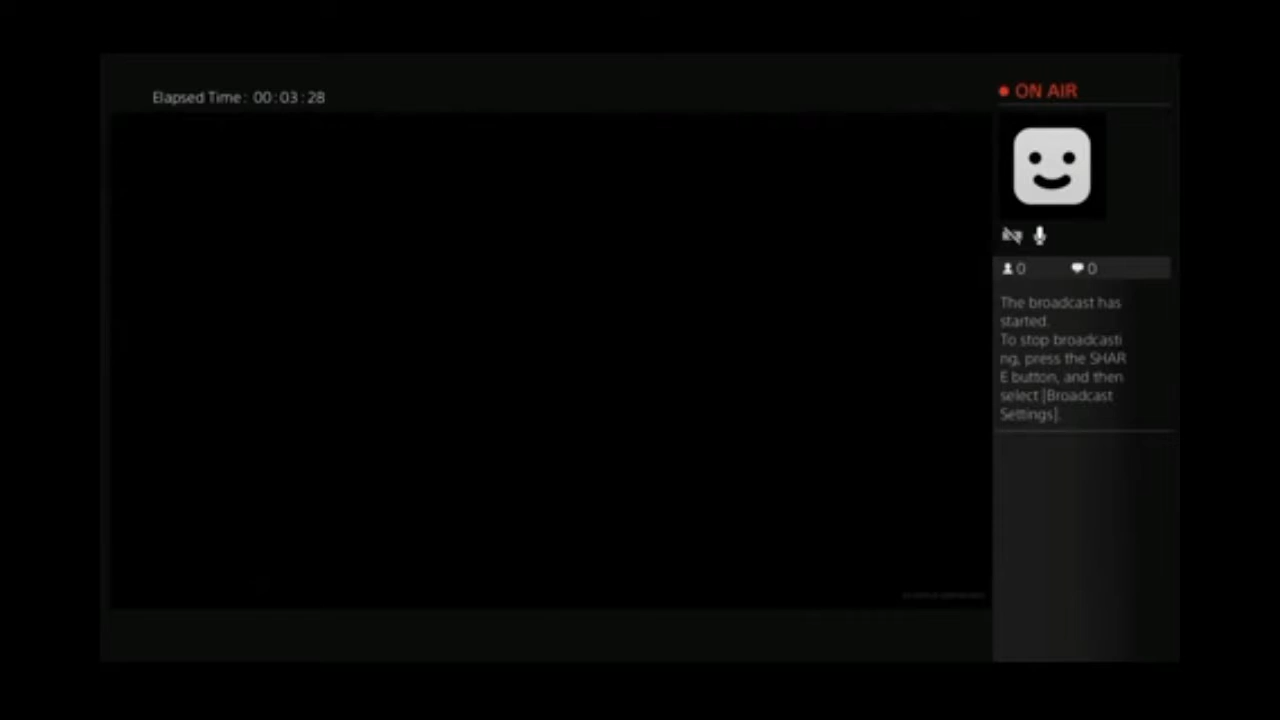 Elapsed Time: 00:03:28
ON AIR
0 0
The broadcast has
started.
To stop broadcasti
ng, press the SHAR
E button, and then
select [Broadcast
Settings].